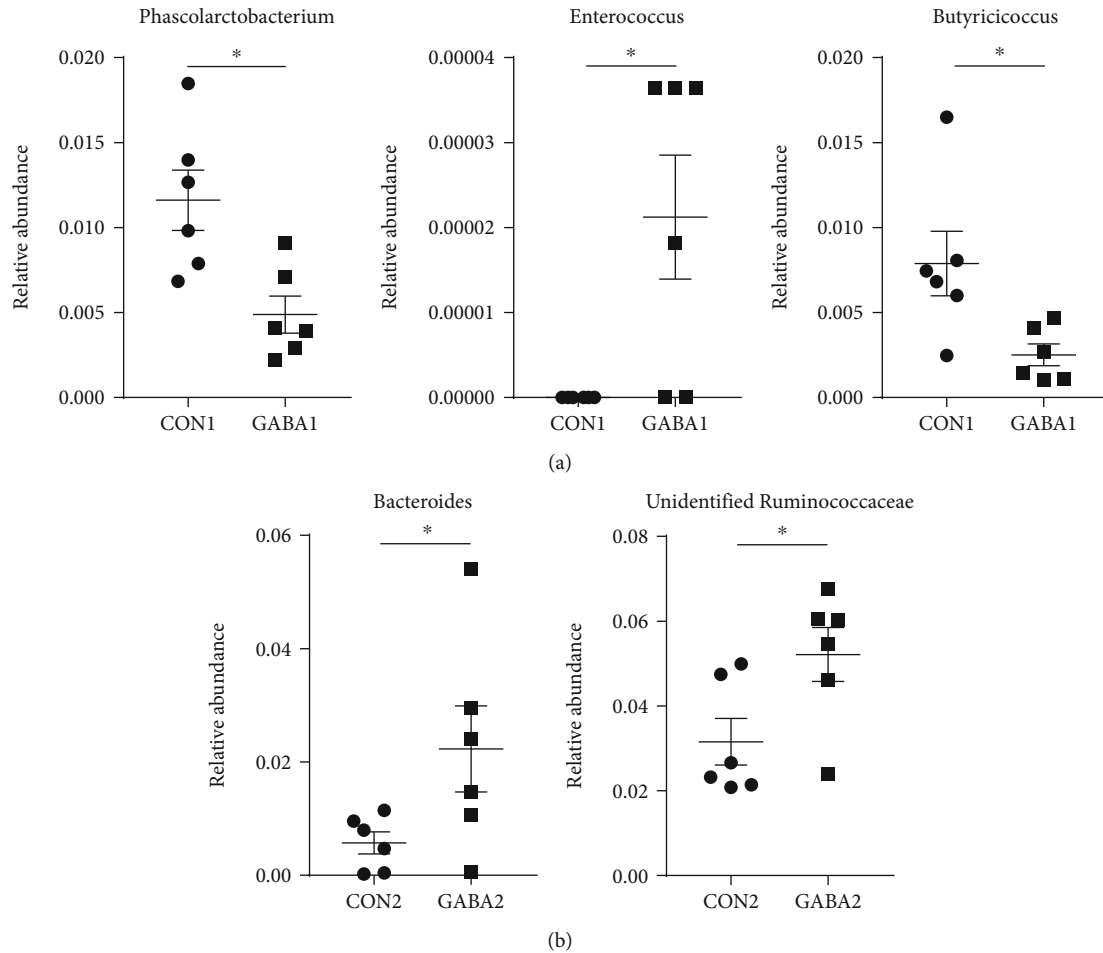 Phascolarctobacterium
Enterococcus
Butyricicoccus
0.020
0.015
0.010
0.005
0.000
Relative abundance
*
CON1
GABA1
0.00004
0.00003
0.00002
0.00001
0.00000
Relative abundance
*
CON1
GABA1
0.020
0.015
0.010
0.005
0.000
Relative abundance
*
CON1
GABA1
(a)
Bacteroides
Unidentified Ruminococcaceae
0.06
0.04
0.02
0.00
Relative abundance
*
CON2
GABA2
0.08
0.06
0.04
0.02
0.00
Relative abundance
*
CON2
GABA2
(b)